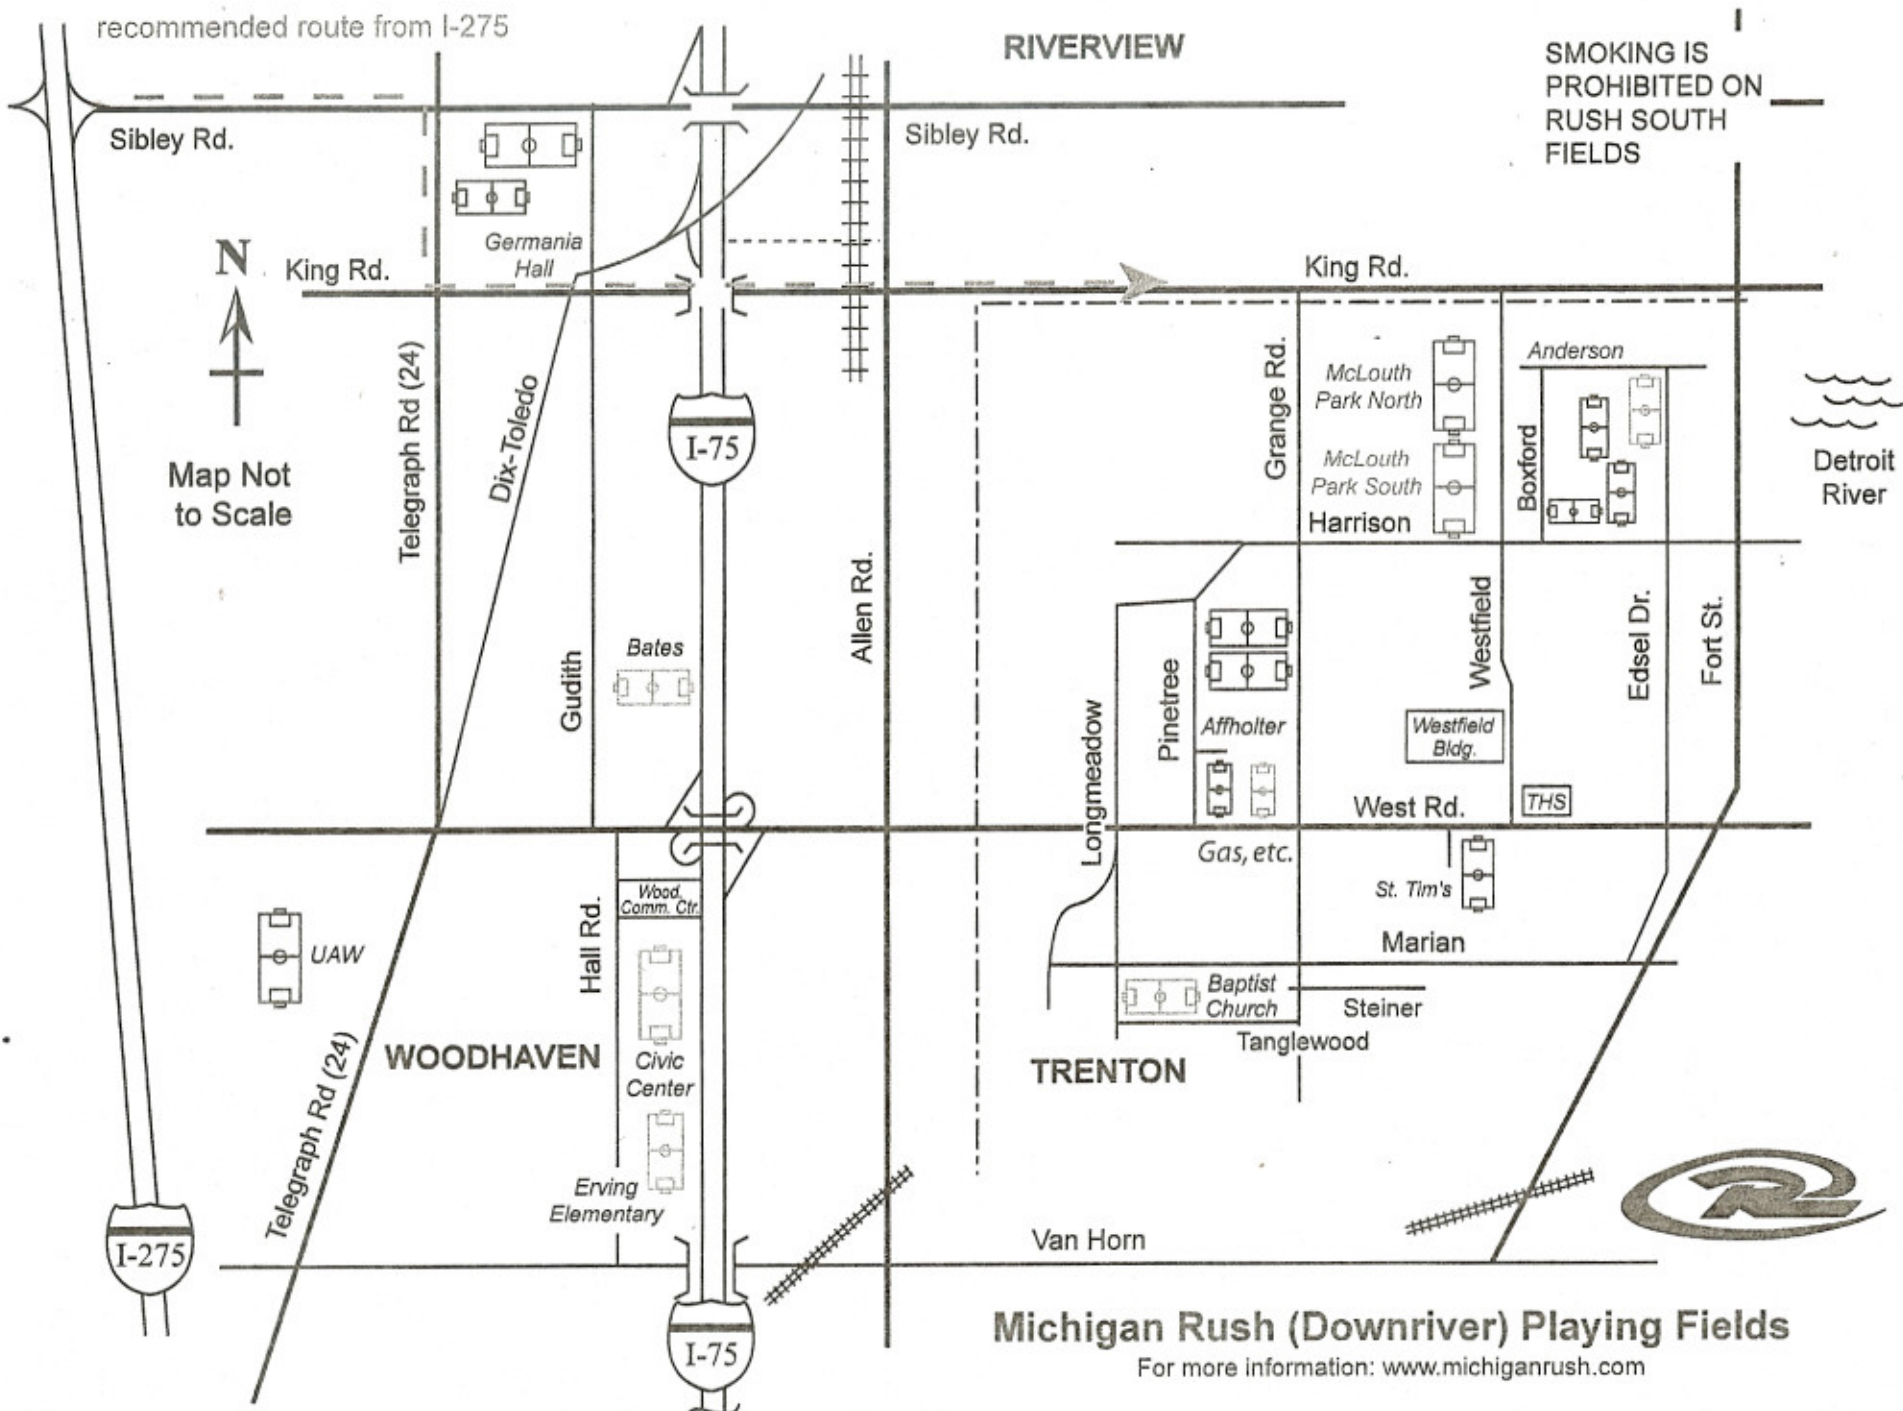 recommended route from I-275
RIVERVIEW
SMOKING IS
PROHIBITED ON
RUSH SOUTH
FIELDS
Sibley Rd.
Sibley Rd.
Germania
Hall
N
King Rd.
King Rd.
Map Not
to Scale
Telegraph Rd (24)
Dix-Toledo
I-75
Grange Rd.
McLouth
Park North
McLouth
Park South
Harrison
Anderson
Boxford
Detroit
River
Gudith
Bates
Allen Rd.
Longmeadow
Pinetree
Affholter
Westfield
Westfield
Bldg.
Edsel Dr.
Fort St.
THS
West Rd.
Gas, etc.
St. Tim's
UAW
Hall Rd.
Wood.
Comm. Ctr.
Marian
Baptist
Church
Steiner
Tanglewood
WOODHAVEN
Civic
Center
TRENTON
Telegraph Rd (24)
Erving
Elementary
Van Horn
I-275
I-75
R
Michigan Rush (Downriver) Playing Fields
For more information: www.michiganrush.com